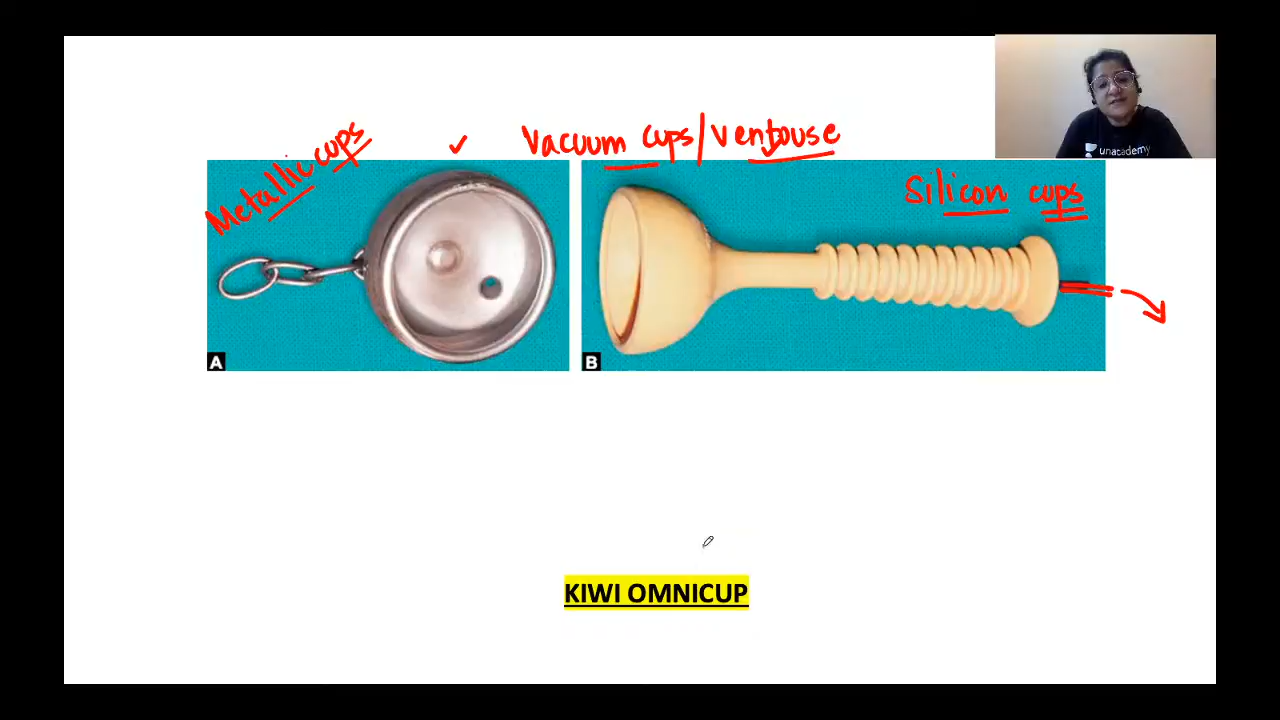 Metallic cups
Vacuum cups/Ventouse
Silicon cups
unacademy
A
B
KIWI OMNICUP